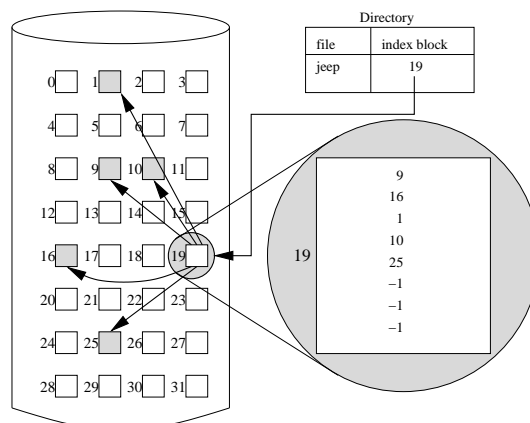 Directory
file index block
jeep 19
0 1 2 3
4 5 6 7
8 9 10 11
12 13 14 15
16 17 18 19
20 21 22 23
24 25 26 27
28 29 30 31
19
9
16
1
10
25
−1
−1
−1